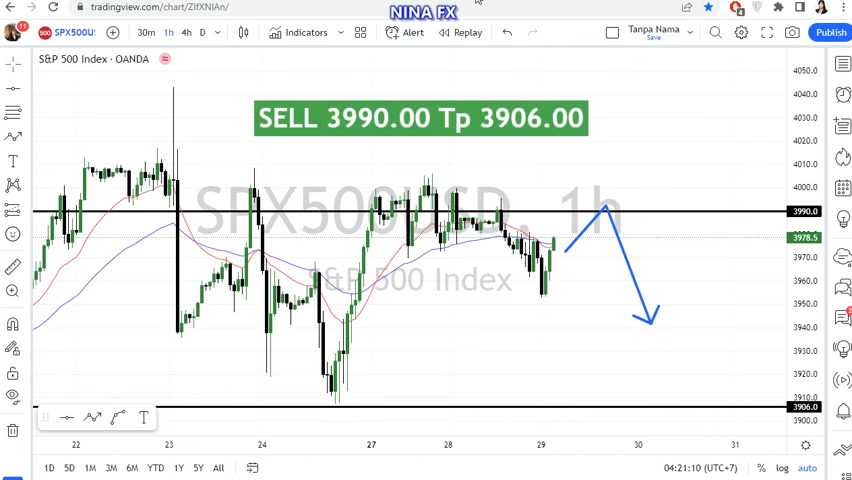 NINA FX
tradingview.com/chart/ZIfXNIAn/
11
500 SPX500U 30m 1h 4h D Indicators Alert Replay Tanpa Nama Save Publish
4
S&P 500 Index · OANDA
SELL 3990.00 Tp 3906.00
SPX500USD, 1h
S&P 500 Index
4050.0
4040.0
4030.0
4020.0
4010.0
4000.0
3990.0
3978.5
3970.0
3960.0
3950.0
3940.0
3930.0
3920.0
3910.0
3906.0
22 23 24 27 28 29 30 31
1D 5D 1M 3M 6M YTD 1Y 5Y All 04:21:10 (UTC+7) % log auto